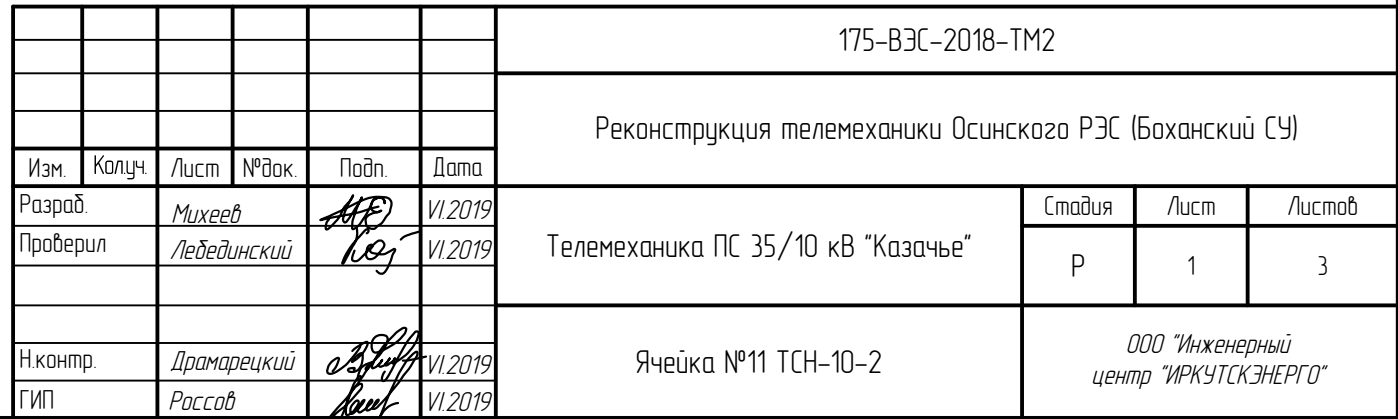 175-ВЭС-2018-ТМ2
Реконструкция телемеханики Осинского РЭС (Боханский СУ)
Изм. Кол.уч. Лист №док. Подп. Дата
Разраб. Михеев VI.2019
Проверил Лебединский VI.2019
Телемеханика ПС 35/10 кВ "Казачье"
Стадия Лист Листов
Р 1 3
Н.контр. Драмарецкий VI.2019
ГИП Россов VI.2019
Ячейка №11 ТСН-10-2
ООО "Инженерный
центр "ИРКУТСКЭНЕРГО"